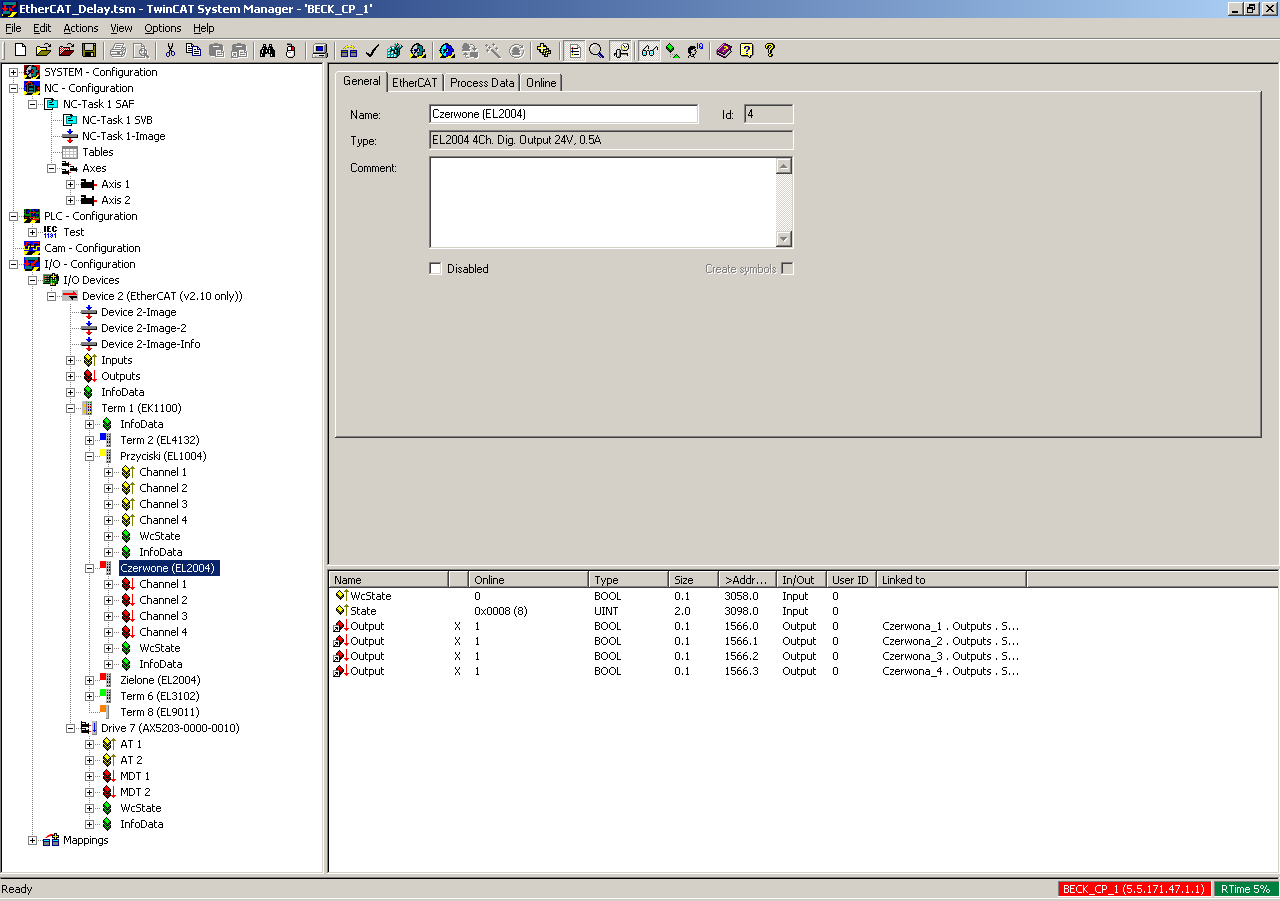 EtherCAT_Delay.tsm - TwinCAT System Manager - 'BECK_CP_1'
File Edit Actions View Options Help
SYSTEM - Configuration
NC - Configuration
NC-Task 1 SAF
NC-Task 1 SVB
NC-Task 1-Image
Tables
Axes
Axis 1
Axis 2
PLC - Configuration
IEC
1131
Test
Cam - Configuration
I/O - Configuration
I/O Devices
Device 2 (EtherCAT (v2.10 only))
Device 2-Image
Device 2-Image-2
Device 2-Image-Info
Inputs
Outputs
InfoData
Term 1 (EK1100)
InfoData
Term 2 (EL4132)
Przyciski (EL1004)
Channel 1
Channel 2
Channel 3
Channel 4
WcState
InfoData
Czerwone (EL2004)
Channel 1
Channel 2
Channel 3
Channel 4
WcState
InfoData
Zielone (EL2004)
Term 6 (EL3102)
Term 8 (EL9011)
Drive 7 (AX5203-0000-0010)
AT 1
AT 2
MDT 1
MDT 2
WcState
InfoData
Mappings
General EtherCAT Process Data Online
Name: Czerwone (EL2004) Id: 4
Type: EL2004 4Ch. Dig. Output 24V, 0.5A
Comment:
Disabled Create symbols
Name Online Type Size >Addr... In/Out User ID Linked to
WcState 0 BOOL 0.1 3058.0 Input 0
State 0x0008 (8) UINT 2.0 3098.0 Input 0
Output X 1 BOOL 0.1 1566.0 Output 0 Czerwona_1 . Outputs . S...
Output X 1 BOOL 0.1 1566.1 Output 0 Czerwona_2 . Outputs . S...
Output X 1 BOOL 0.1 1566.2 Output 0 Czerwona_3 . Outputs . S...
Output X 1 BOOL 0.1 1566.3 Output 0 Czerwona_4 . Outputs . S...
Ready BECK_CP_1 (5.5.171.47.1.1) RTime 5%